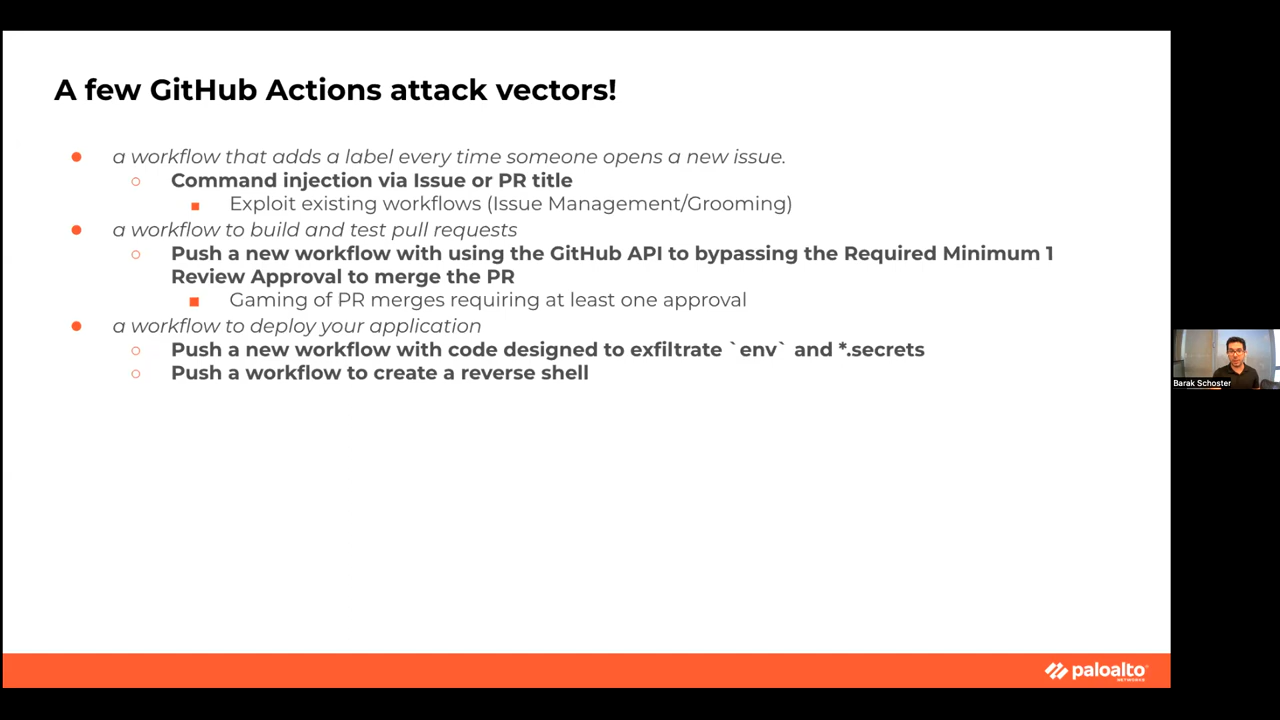 A few GitHub Actions attack vectors!
a workflow that adds a label every time someone opens a new issue.
Command injection via Issue or PR title
Exploit existing workflows (Issue Management/Grooming)
a workflow to build and test pull requests
Push a new workflow with using the GitHub API to bypassing the Required Minimum 1
Review Approval to merge the PR
Gaming of PR merges requiring at least one approval
a workflow to deploy your application
Push a new workflow with code designed to exfiltrate `env` and *.secrets
Push a workflow to create a reverse shell
Barak Schoster
paloalto
NETWORKS